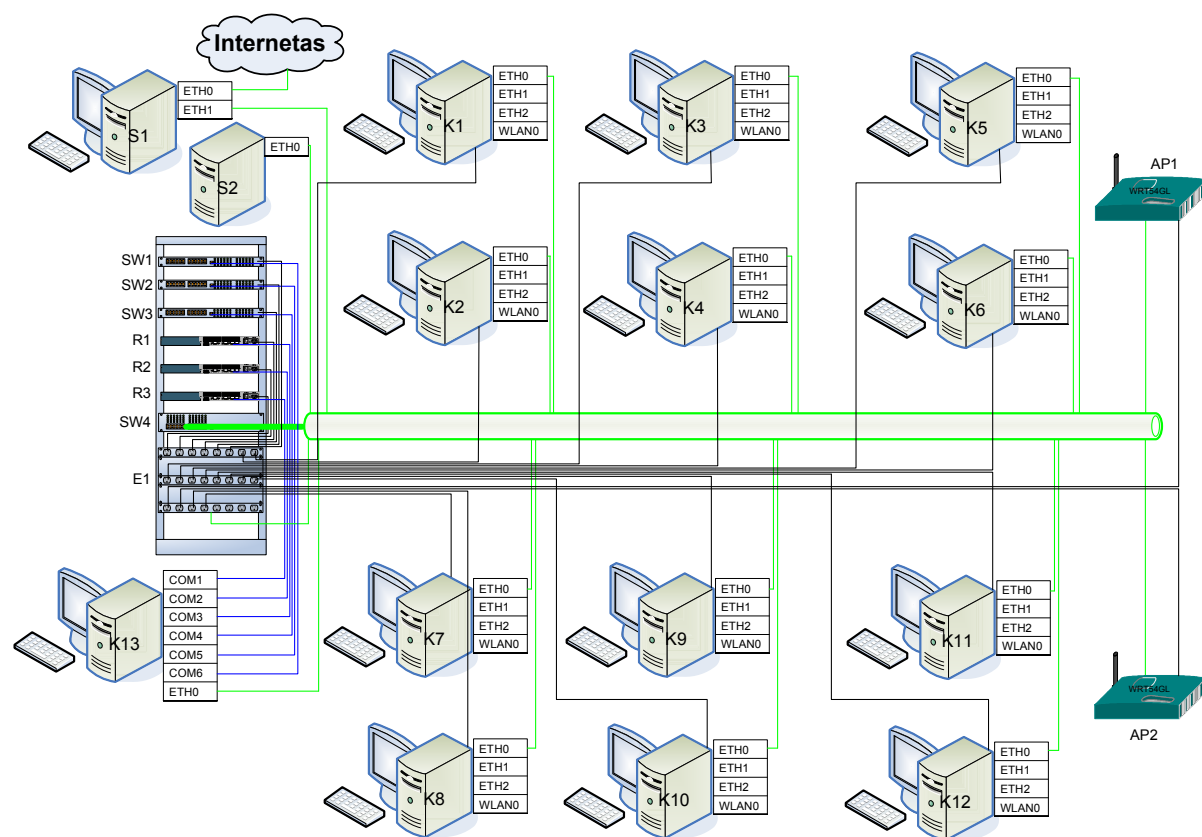 Internetas
S1
ETH0
ETH1
S2
ETH0
K1
ETH0
ETH1
ETH2
WLAN0
K3
ETH0
ETH1
ETH2
WLAN0
K5
ETH0
ETH1
ETH2
WLAN0
AP1
WRT54GL
K2
ETH0
ETH1
ETH2
WLAN0
K4
ETH0
ETH1
ETH2
WLAN0
K6
ETH0
ETH1
ETH2
WLAN0
SW1
SW2
SW3
R1
R2
R3
SW4
E1
K13
COM1
COM2
COM3
COM4
COM5
COM6
ETH0
K7
ETH0
ETH1
ETH2
WLAN0
K9
ETH0
ETH1
ETH2
WLAN0
K11
ETH0
ETH1
ETH2
WLAN0
WRT54GL
AP2
K8
ETH0
ETH1
ETH2
WLAN0
K10
ETH0
ETH1
ETH2
WLAN0
K12
ETH0
ETH1
ETH2
WLAN0